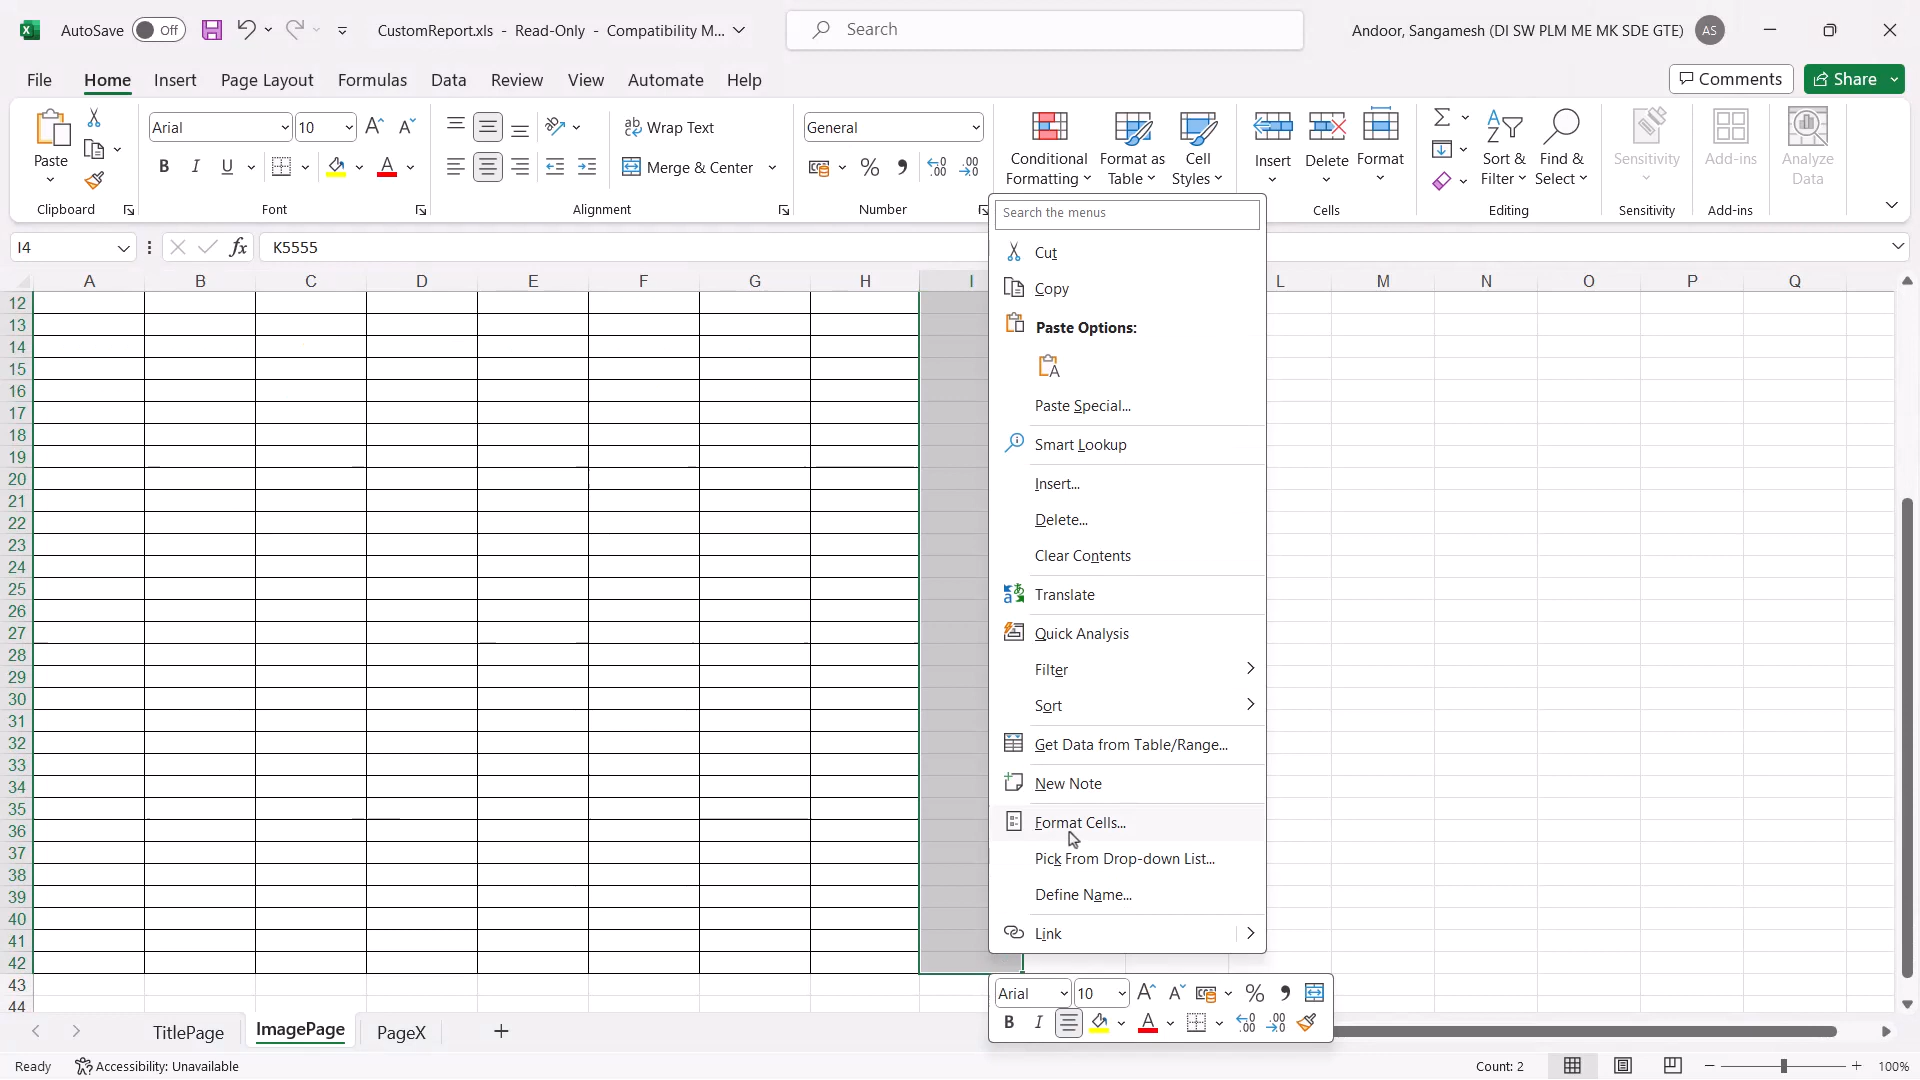 AutoSave Off CustomReport.xls - Read-Only - Compatibility M... Search Andoor, Sangamesh (DI SW PLM ME MK SDE GTE) AS
File Home Insert Page Layout Formulas Data Review View Automate Help Comments Share
Paste Arial 10 Wrap Text General Conditional Formatting Format as Table Cell Styles Insert Delete Format Sort & Filter Find & Select Sensitivity Add-ins Analyze Data
B I U A Merge & Center % 9
Clipboard Font Alignment Number Cells Editing Sensitivity Add-ins
I4 fx K5555
A B C D E F G H I L M N O P Q
12
13
14
15
16
17
18
19
20
21
22
23
24
25
26
27
28
29
30
31
32
33
34
35
36
37
38
39
40
41
42
43
44
Search the menus
Cut
Copy
Paste Options:
Paste Special...
Smart Lookup
Insert...
Delete...
Clear Contents
Translate
Quick Analysis
Filter
Sort
Get Data from Table/Range...
New Note
Format Cells...
Pick From Drop-down List...
Define Name...
Link
Arial 10 A A %
B I A
TitlePage ImagePage PageX
Ready Accessibility: Unavailable Count: 2 100%